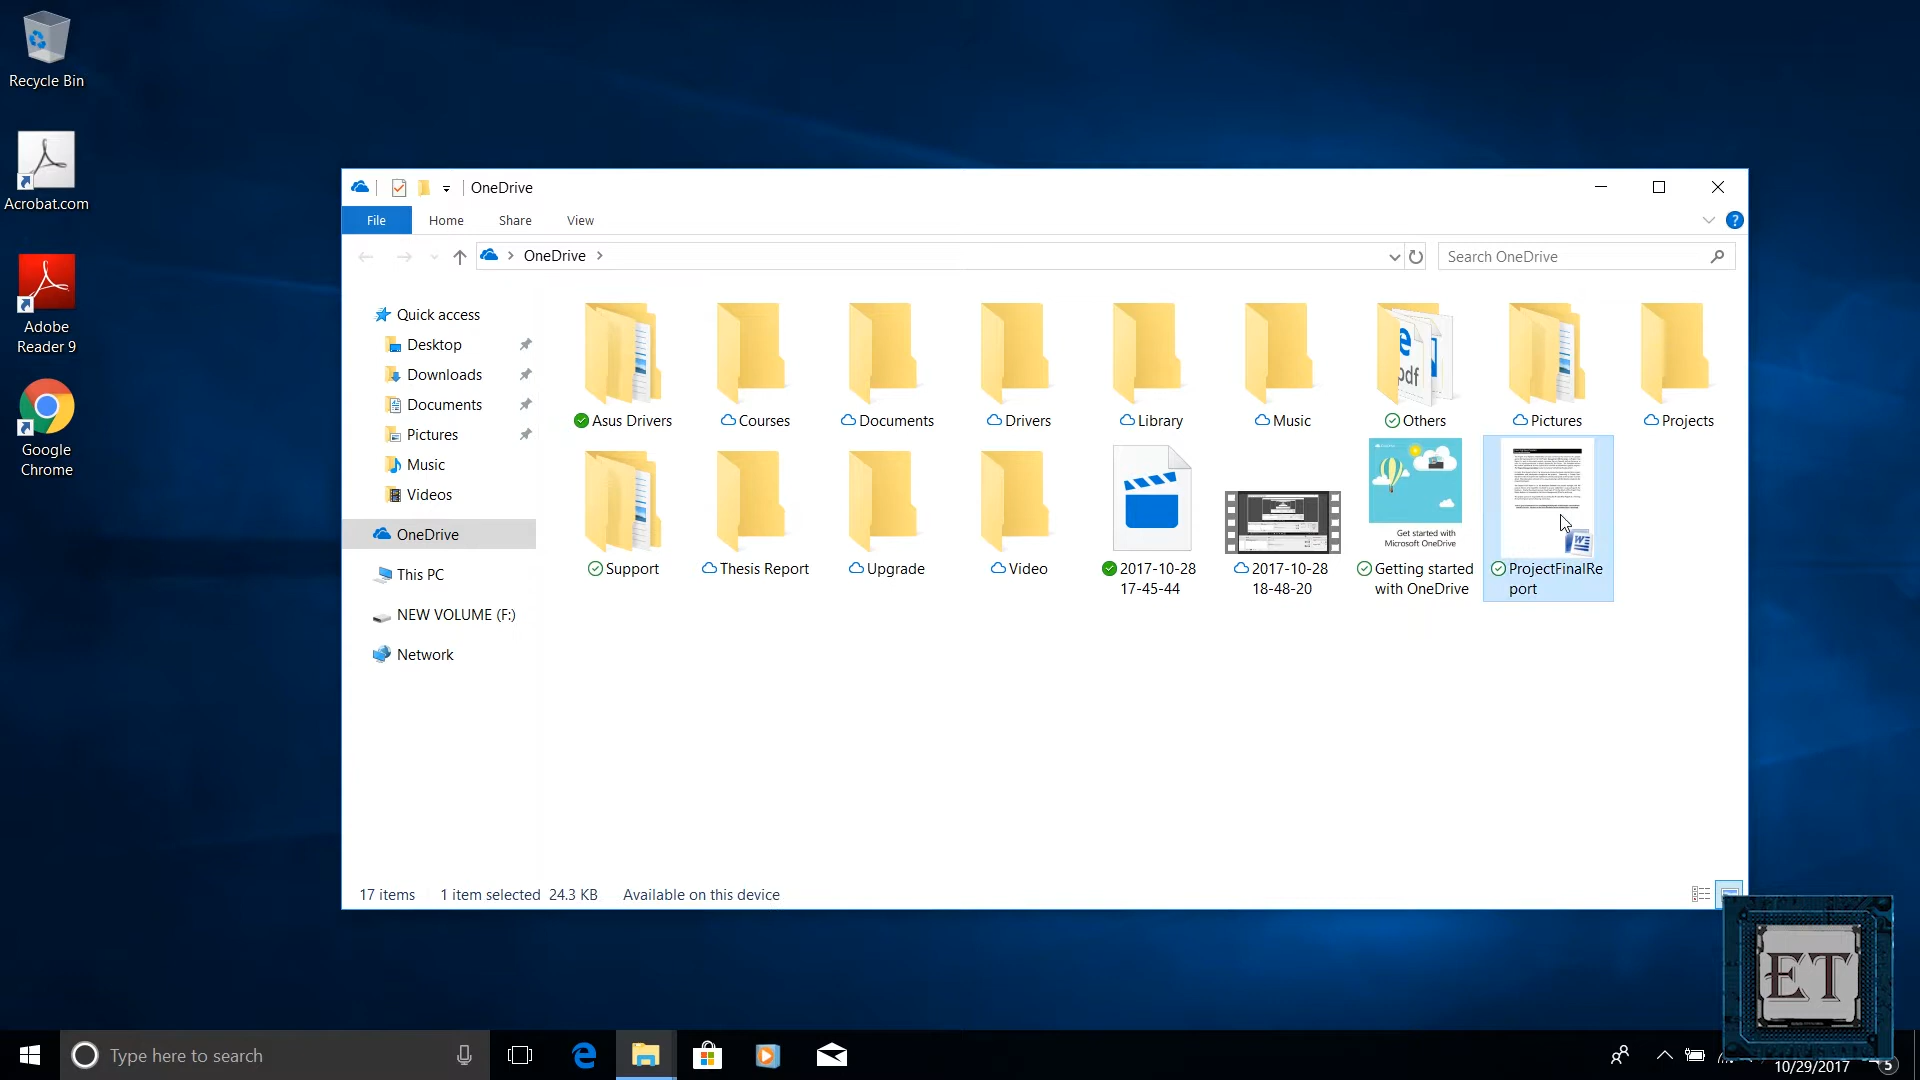 Recycle Bin
Acrobat.com
Adobe
Reader 9
Google
Chrome
OneDrive
File
Home
Share
View
OneDrive
Search OneDrive
Quick access
Desktop
Downloads
Documents
Pictures
Music
Videos
OneDrive
This PC
NEW VOLUME (F:)
Network
Asus Drivers
Courses
Documents
Drivers
Library
Music
pdf
Others
Pictures
Projects
Support
Thesis Report
Upgrade
Video
2017-10-28
17-45-44
2017-10-28
18-48-20
Get started with
Microsoft OneDrive
Getting started
with OneDrive
ProjectFinalRe
port
17 items
1 item selected 24.3 KB
Available on this device
ET
Type here to search
10/29/2017
5